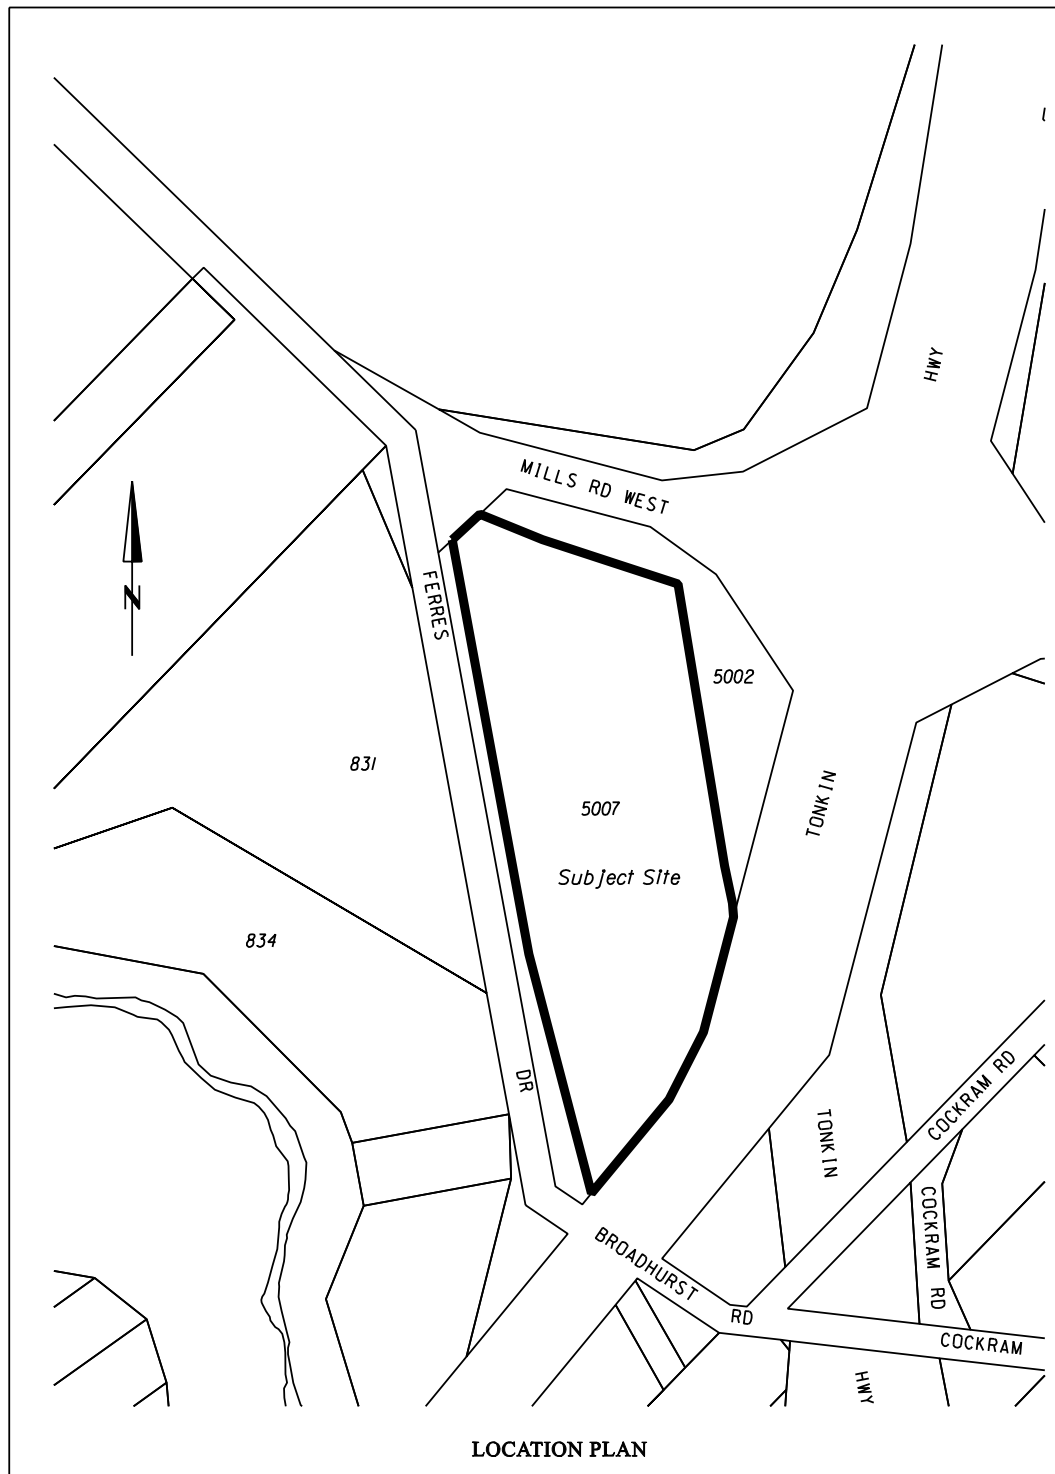 HWY
MILLS RD WEST
N
FERRES
5002
831
TONKIN
5007
Subject Site
834
DR
COCKRAM RD
TONKIN
COCKRAM RD
BROADHURST
RD
COCKRAM
HWY
LOCATION PLAN